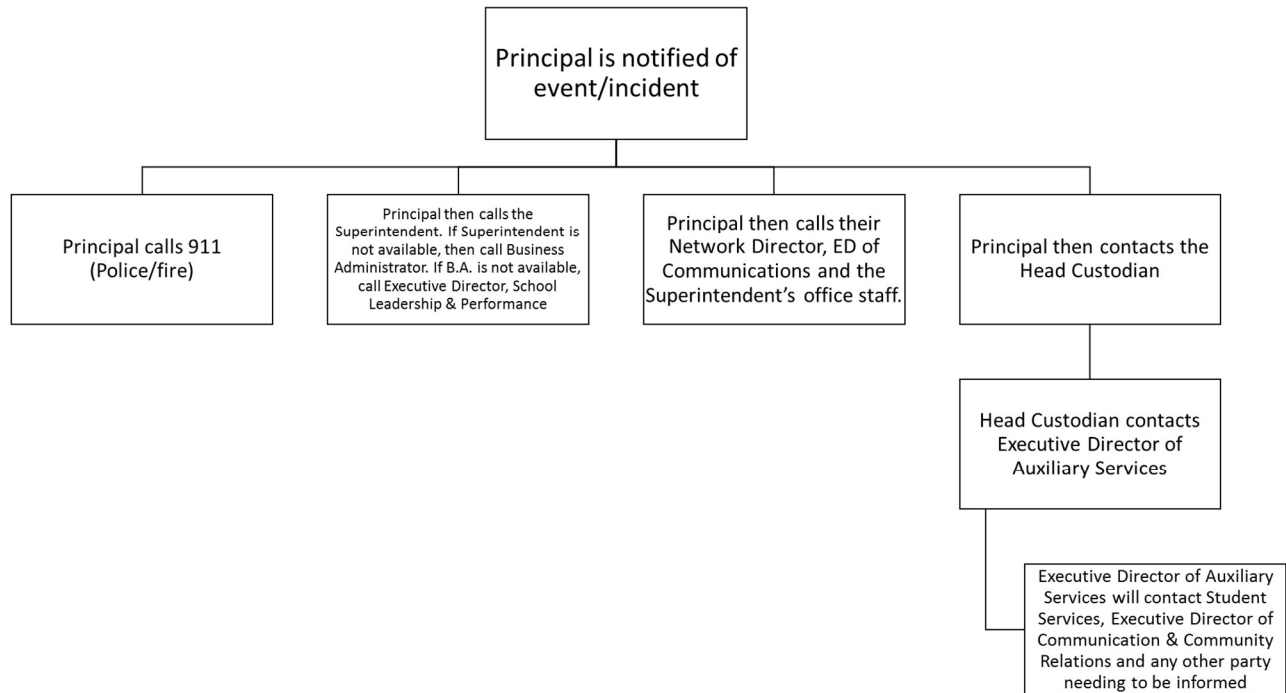 Principal is notified of
event/incident
Principal calls 911
(Police/fire)
Principal then calls the
Superintendent. If Superintendent is
not available, then call Business
Administrator. If B.A. is not available,
call Executive Director, School
Leadership & Performance
Principal then calls their
Network Director, ED of
Communications and the
Superintendent’s office staff.
Principal then contacts the
Head Custodian
Head Custodian contacts
Executive Director of
Auxiliary Services
Executive Director of Auxiliary
Services will contact Student
Services, Executive Director of
Communication & Community
Relations and any other party
needing to be informed